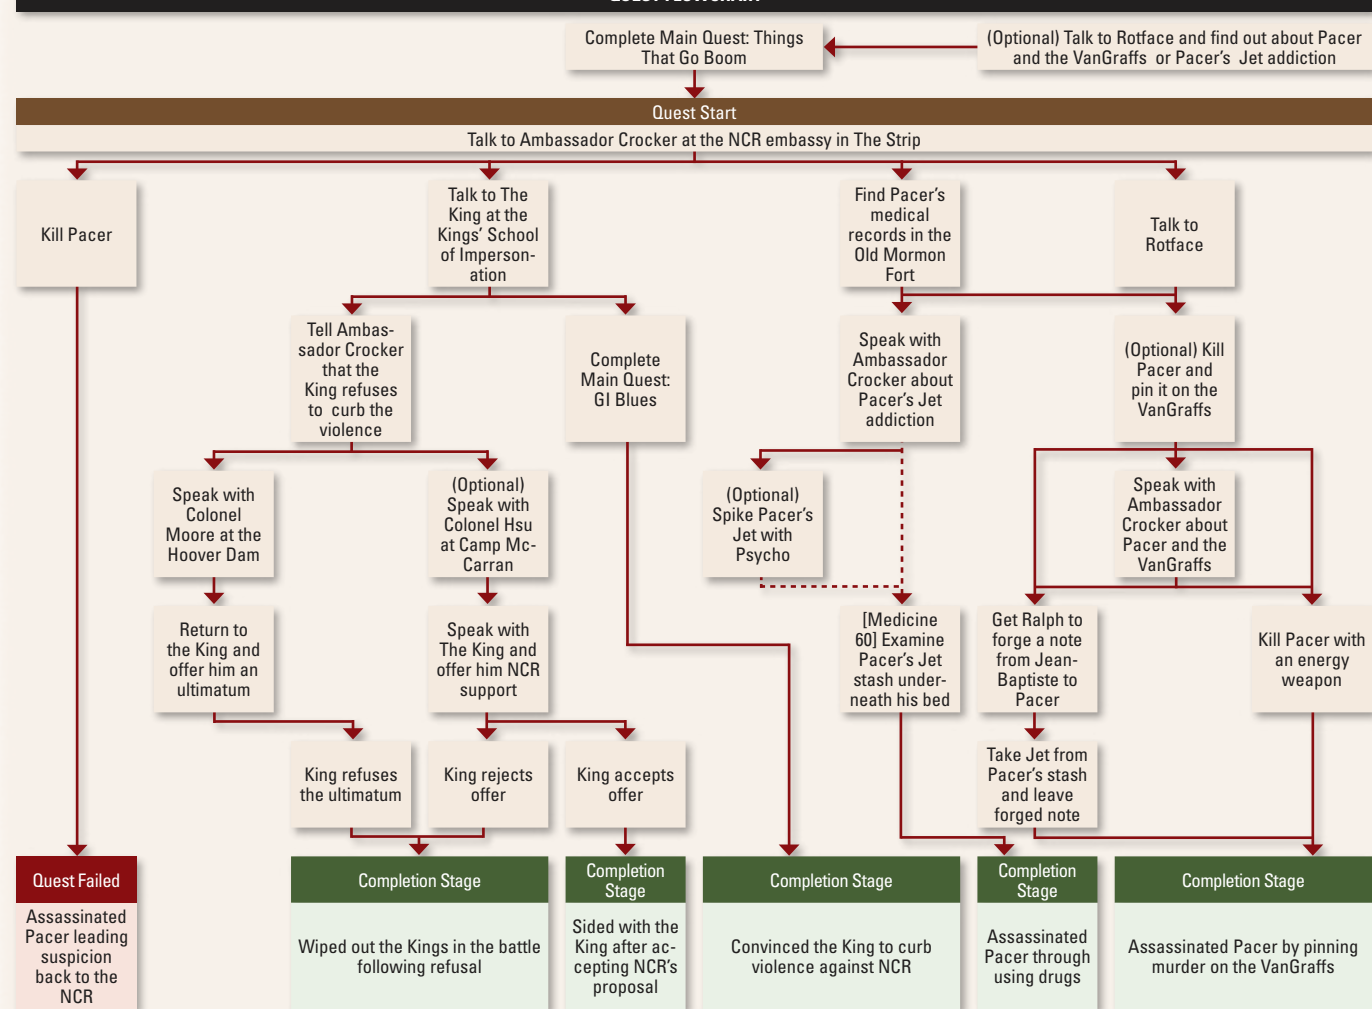 QUEST FLOWCHART
Complete Main Quest: Things
That Go Boom
(Optional) Talk to Rotface and find out about Pacer
and the VanGraffs or Pacer's Jet addiction
Quest Start
Talk to Ambassador Crocker at the NCR embassy in The Strip
Kill Pacer
Talk to The
King at the
Kings' School
of Imperson-
ation
Find Pacer's
medical
records in the
Old Mormon
Fort
Talk to
Rotface
Tell Ambas-
sador Crocker
that the
King refuses
to curb the
violence
Complete
Main Quest:
GI Blues
Speak with
Ambassador
Crocker about
Pacer's Jet
addiction
(Optional) Kill
Pacer and
pin it on the
VanGraffs
Speak with
Colonel
Moore at the
Hoover Dam
(Optional)
Speak with
Colonel Hsu
at Camp Mc-
Carran
(Optional)
Spike Pacer's
Jet with
Psycho
Speak with
Ambassador
Crocker about
Pacer and the
VanGraffs
Return to
the King and
offer him an
ultimatum
Speak with
The King and
offer him NCR
support
[Medicine
60] Examine
Pacer's Jet
stash under-
neath his bed
Get Ralph to
forge a note
from Jean-
Baptiste to
Pacer
Kill Pacer with
an energy
weapon
King refuses
the ultimatum
King rejects
offer
King accepts
offer
Take Jet from
Pacer's stash
and leave
forged note
Quest Failed
Assassinated
Pacer leading
suspicion
back to the
NCR
Completion Stage
Wiped out the Kings in the battle
following refusal
Completion
Stage
Sided with the
King after ac-
cepting NCR's
proposal
Completion Stage
Convinced the King to curb
violence against NCR
Completion
Stage
Assassinated
Pacer through
using drugs
Completion Stage
Assassinated Pacer by pinning
murder on the VanGraffs